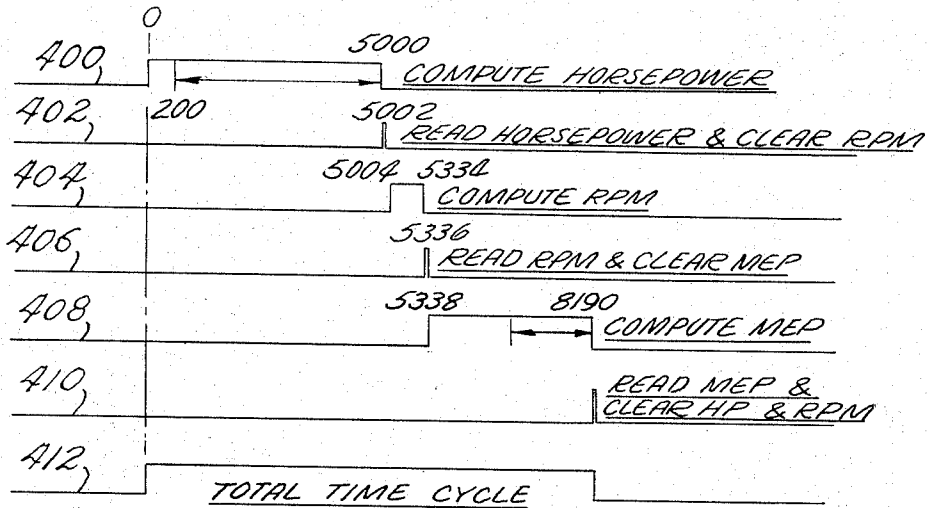 0
400 5000
COMPUTE HORSEPOWER
402 200 5002
READ HORSEPOWER & CLEAR RPM
404 5004 5334
COMPUTE RPM
406 5336
READ RPM & CLEAR MEP
408 5338 8190
COMPUTE MEP
410 READ MEP &
CLEAR HP & RPM
412
TOTAL TIME CYCLE